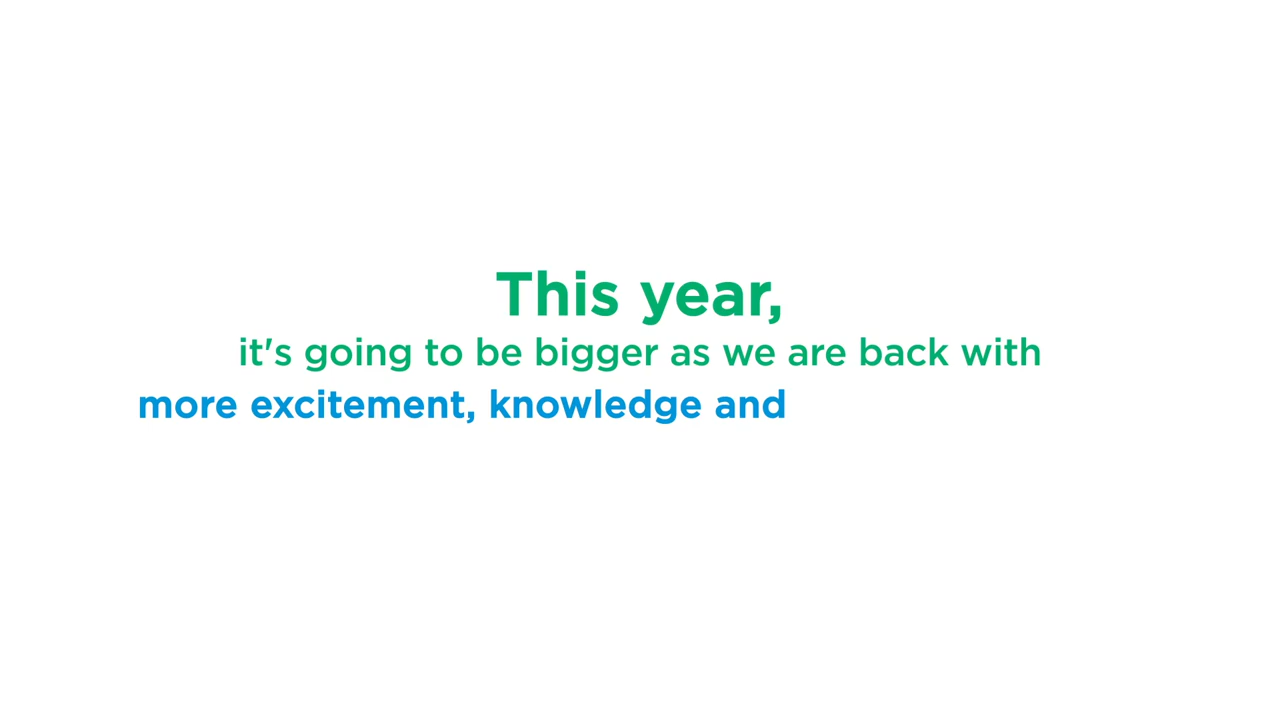 This year,
it's going to be bigger as we are back with
more excitement, knowledge and